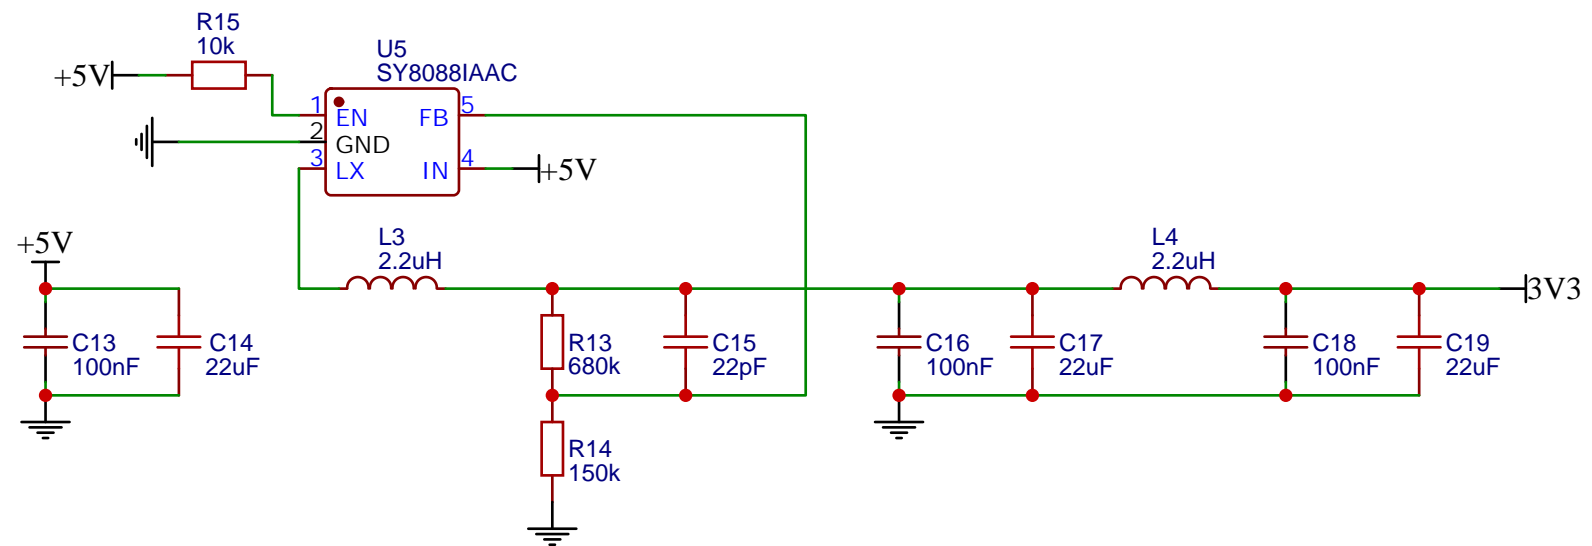 R15
10k
+5V
U5
SY8088IAAC
1
EN
2
GND
3
LX
5
FB
4
IN
+5V
+5V
L3
2.2uH
L4
2.2uH
3V3
C13
100nF
C14
22uF
R13
680k
C15
22pF
C16
100nF
C17
22uF
C18
100nF
C19
22uF
R14
150k